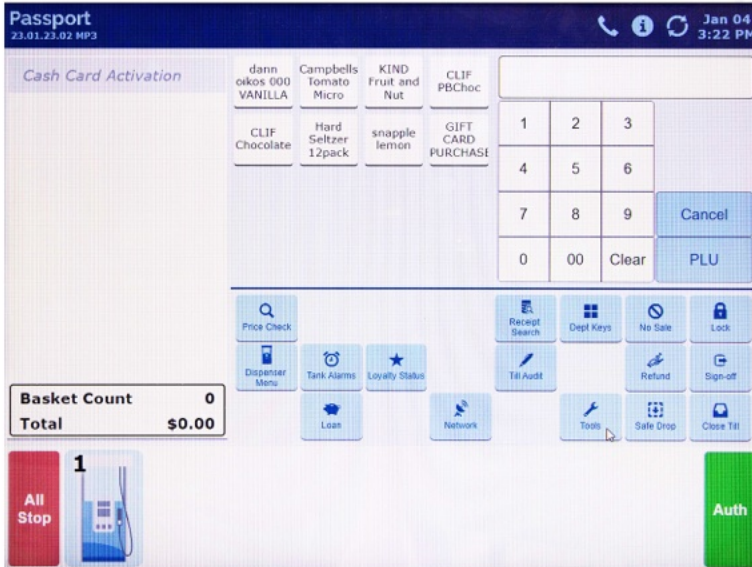 Passport
23.01.23.02 MP3
Jan 04
3:22 PM
Cash Card Activation
dann
oikos 000
VANILLA
Campbells
Tomato
Micro
KIND
Fruit and
Nut
CLIF
PBChoc
CLIF
Chocolate
Hard
Seltzer
12pack
snapple
lemon
GIFT
CARD
PURCHASE
1 2 3
4 5 6
7 8 9 Cancel
0 00 Clear PLU
Price Check
Receipt
Search
Dept Keys
No Sale
Lock
Dispenser
Menu
Tank Alarms
Loyalty Status
Till Audit
Refund
Sign-off
Loan
Network
Tools
Safe Drop
Close Till
Basket Count 0
Total $0.00
All
Stop
1
Auth